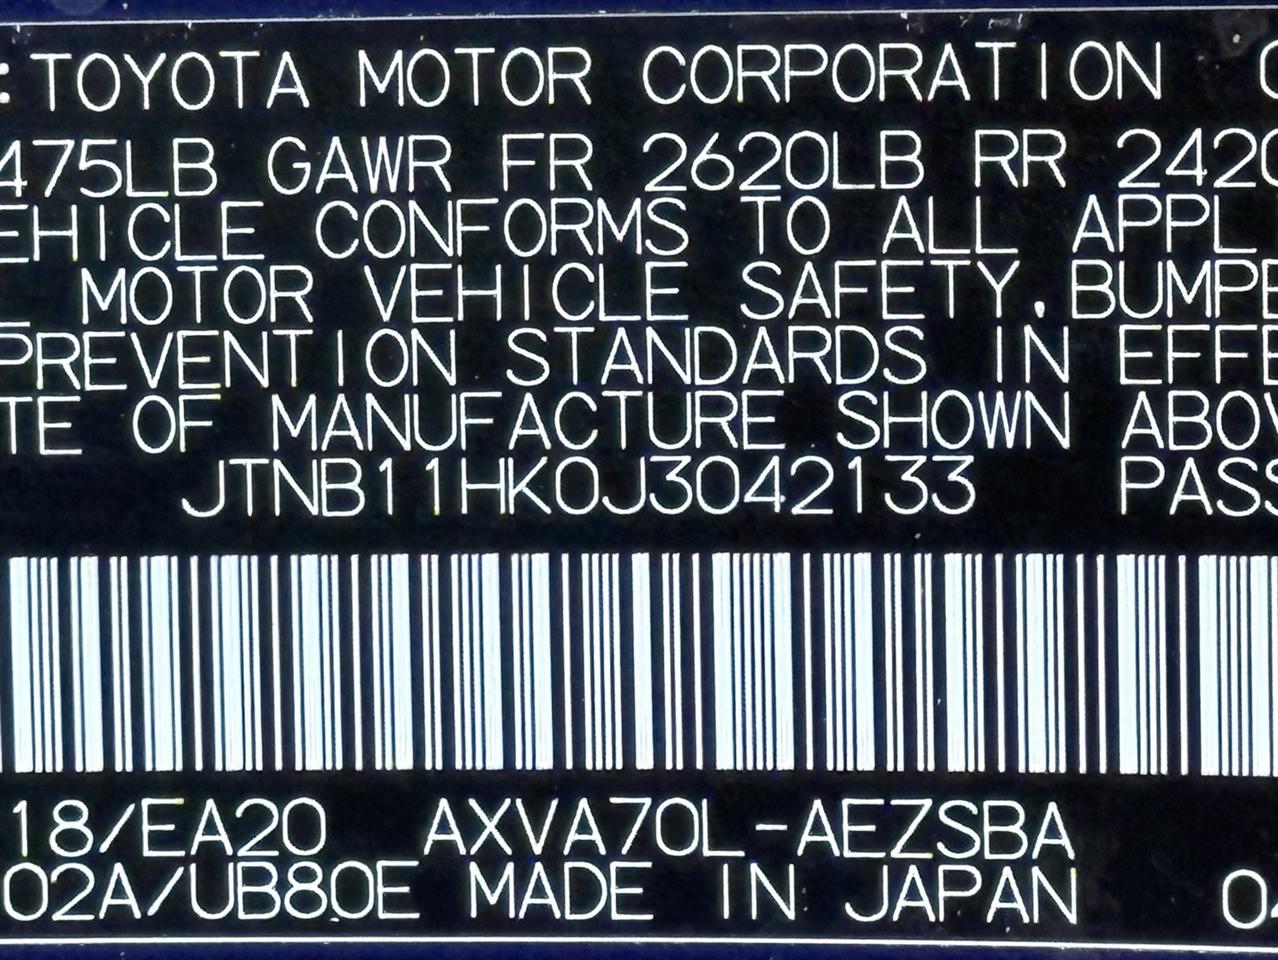 :TOYOTA MOTOR CORPORATION
475LB GAWR FR 2620LB RR 2420
EHICLE CONFORMS TO ALL APPL
MOTOR VEHICLE SAFETY.BUMPE
PREVENTION STANDARDS IN EFFE
TE OF MANUFACTURE SHOWN ABOV
JTNB11HK0J3042133 PASS
18/EA20 AXVA70L-AEZSBA
02A/UB80E MADE IN JAPAN 04